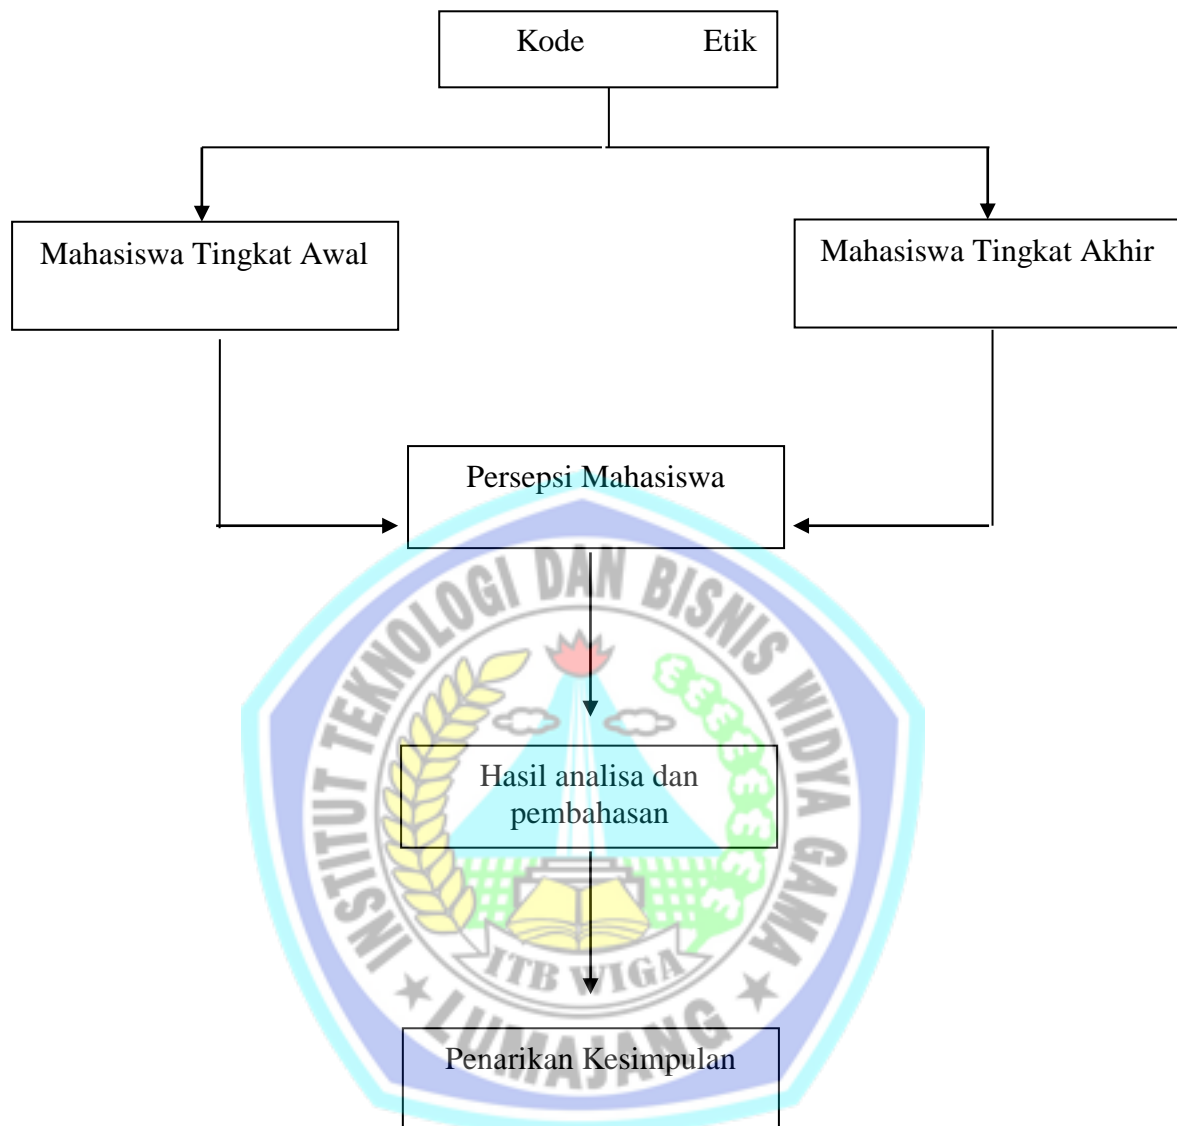 Kode Etik
Mahasiswa Tingkat Awal
Mahasiswa Tingkat Akhir
Persepsi Mahasiswa
INSTITUT TEKNOLOGI DAN BISNIS WIDYA GAMA
Hasil analisa dan
pembahasan
ITB WIGA
LUMAJANG
Penarikan Kesimpulan